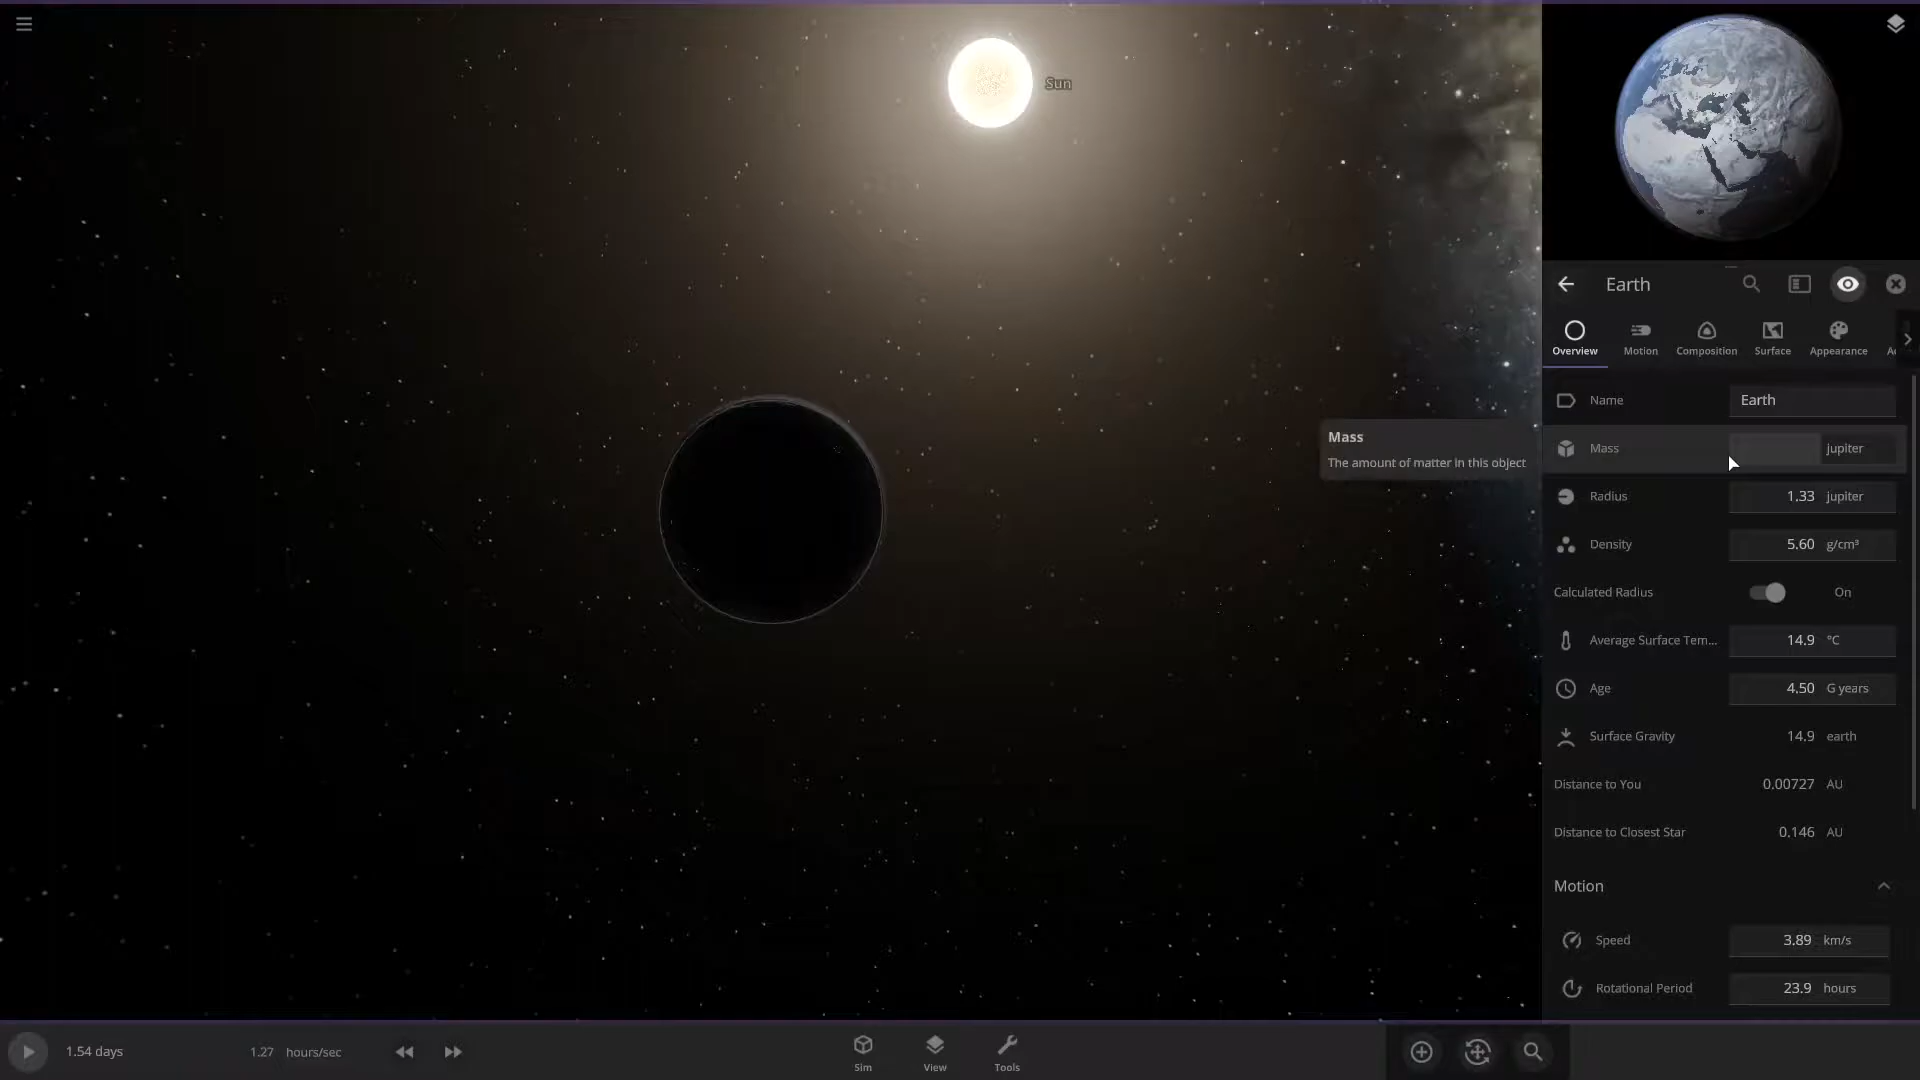 Sun
Earth
Overview
Motion
Composition
Surface
Appearance
Name Earth
Mass jupiter
Mass
The amount of matter in this object
Radius 1.33 jupiter
Density 5.60 g/cm³
Calculated Radius On
Average Surface Tem... 14.9 °C
Age 4.50 G years
Surface Gravity 14.9 earth
Distance to You 0.00727 AU
Distance to Closest Star 0.146 AU
Motion
Speed 3.89 km/s
Rotational Period 23.9 hours
1.54 days
1.27 hours/sec
Sim
View
Tools